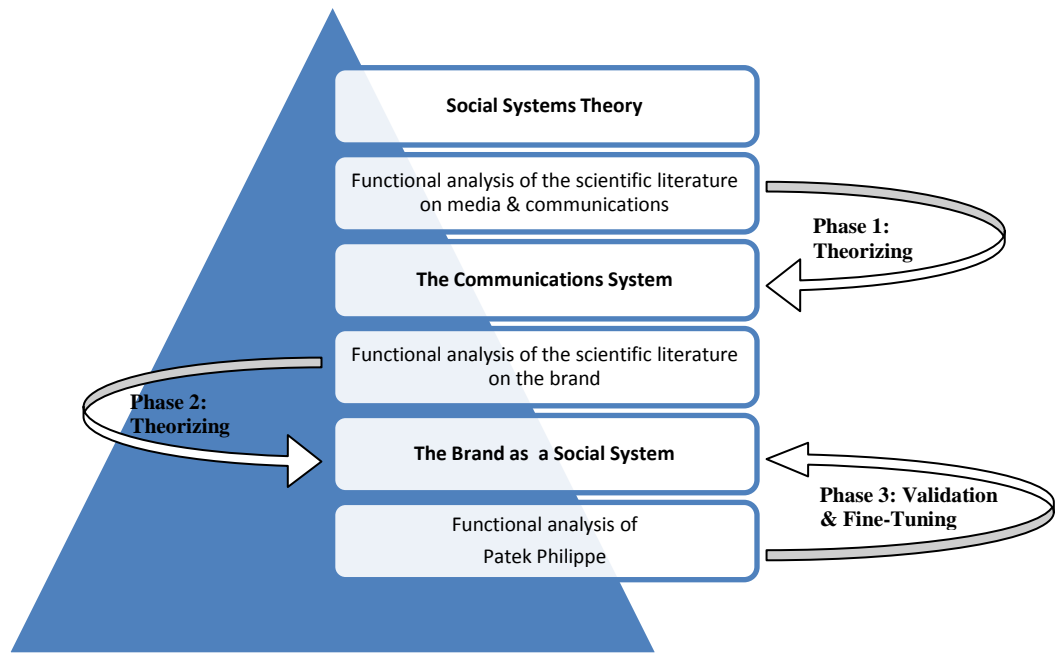 Social Systems Theory
Functional analysis of the scientific literature
on media & communications
Phase 1:
Theorizing
The Communications System
Functional analysis of the scientific literature
on the brand
Phase 2:
Theorizing
The Brand as a Social System
Phase 3: Validation
& Fine-Tuning
Functional analysis of
Patek Philippe